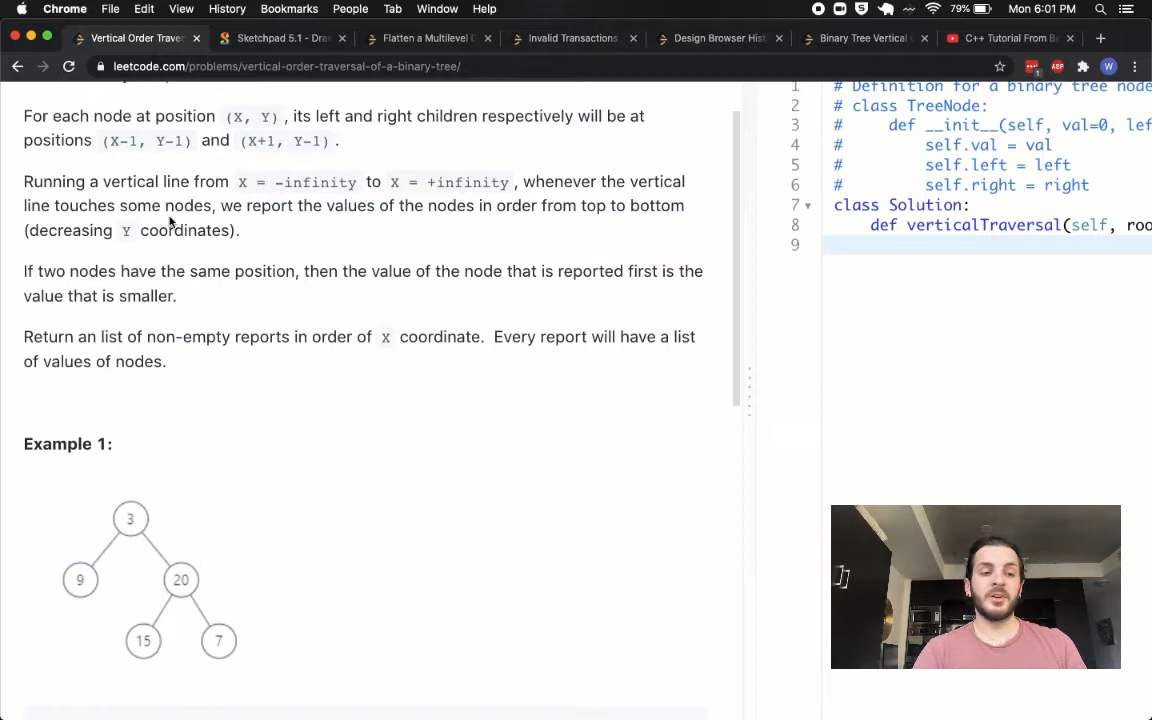 Chrome File Edit View History Bookmarks People Tab Window Help 79% Mon 6:01 PM
Vertical Order Traver Sketchpad 5.1 - Dra Flatten a Multilevel D Invalid Transactions Design Browser Hist Binary Tree Vertical C++ Tutorial From B
leetcode.com/problems/vertical-order-traversal-of-a-binary-tree/ 1 ABP W
For each node at position (X, Y), its left and right children respectively will be at
positions (X-1, Y-1) and (X+1, Y-1).
Running a vertical line from X = -infinity to X = +infinity, whenever the vertical
line touches some nodes, we report the values of the nodes in order from top to bottom
(decreasing Y coordinates).
If two nodes have the same position, then the value of the node that is reported first is the
value that is smaller.
Return an list of non-empty reports in order of X coordinate. Every report will have a list
of values of nodes.
Example 1:
3
9 20
15 7
1 # Definition for a binary tree node
2 # class TreeNode:
3 # def __init__(self, val=0, lef
4 # self.val = val
5 # self.left = left
6 # self.right = right
7 class Solution:
8 def verticalTraversal(self, roo
9